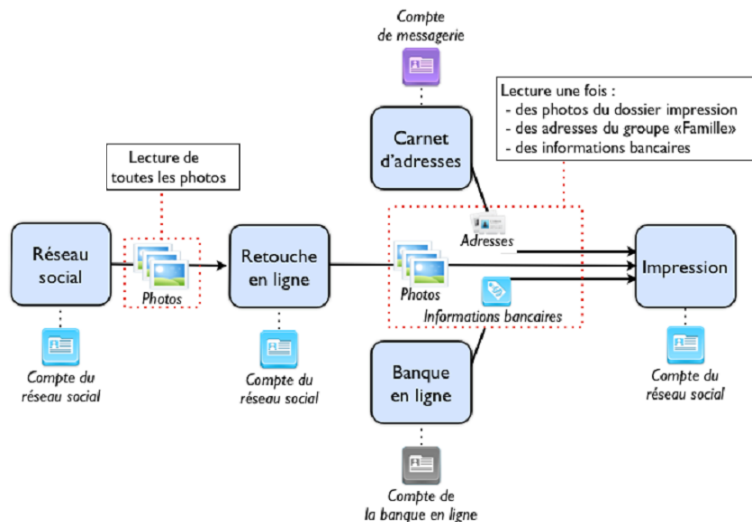 Compte
de messagerie
Lecture une fois :
- des photos du dossier impression
- des adresses du groupe «Famille»
- des informations bancaires
Carnet
d'adresses
Lecture de
toutes les photos
Adresses
Réseau
social
Photos
Retouche
en ligne
Photos
Informations bancaires
Impression
Compte du
réseau social
Compte du
réseau social
Banque
en ligne
Compte du
réseau social
Compte de
la banque en ligne